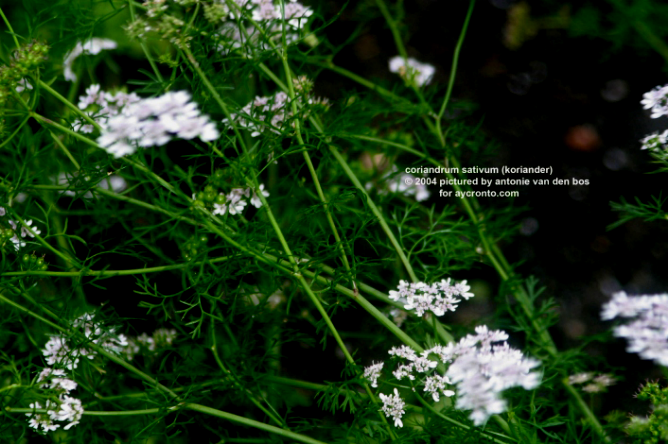 coriandrum sativum (koriander)
© 2004 pictured by antonie van den bos
for aycronto.com.